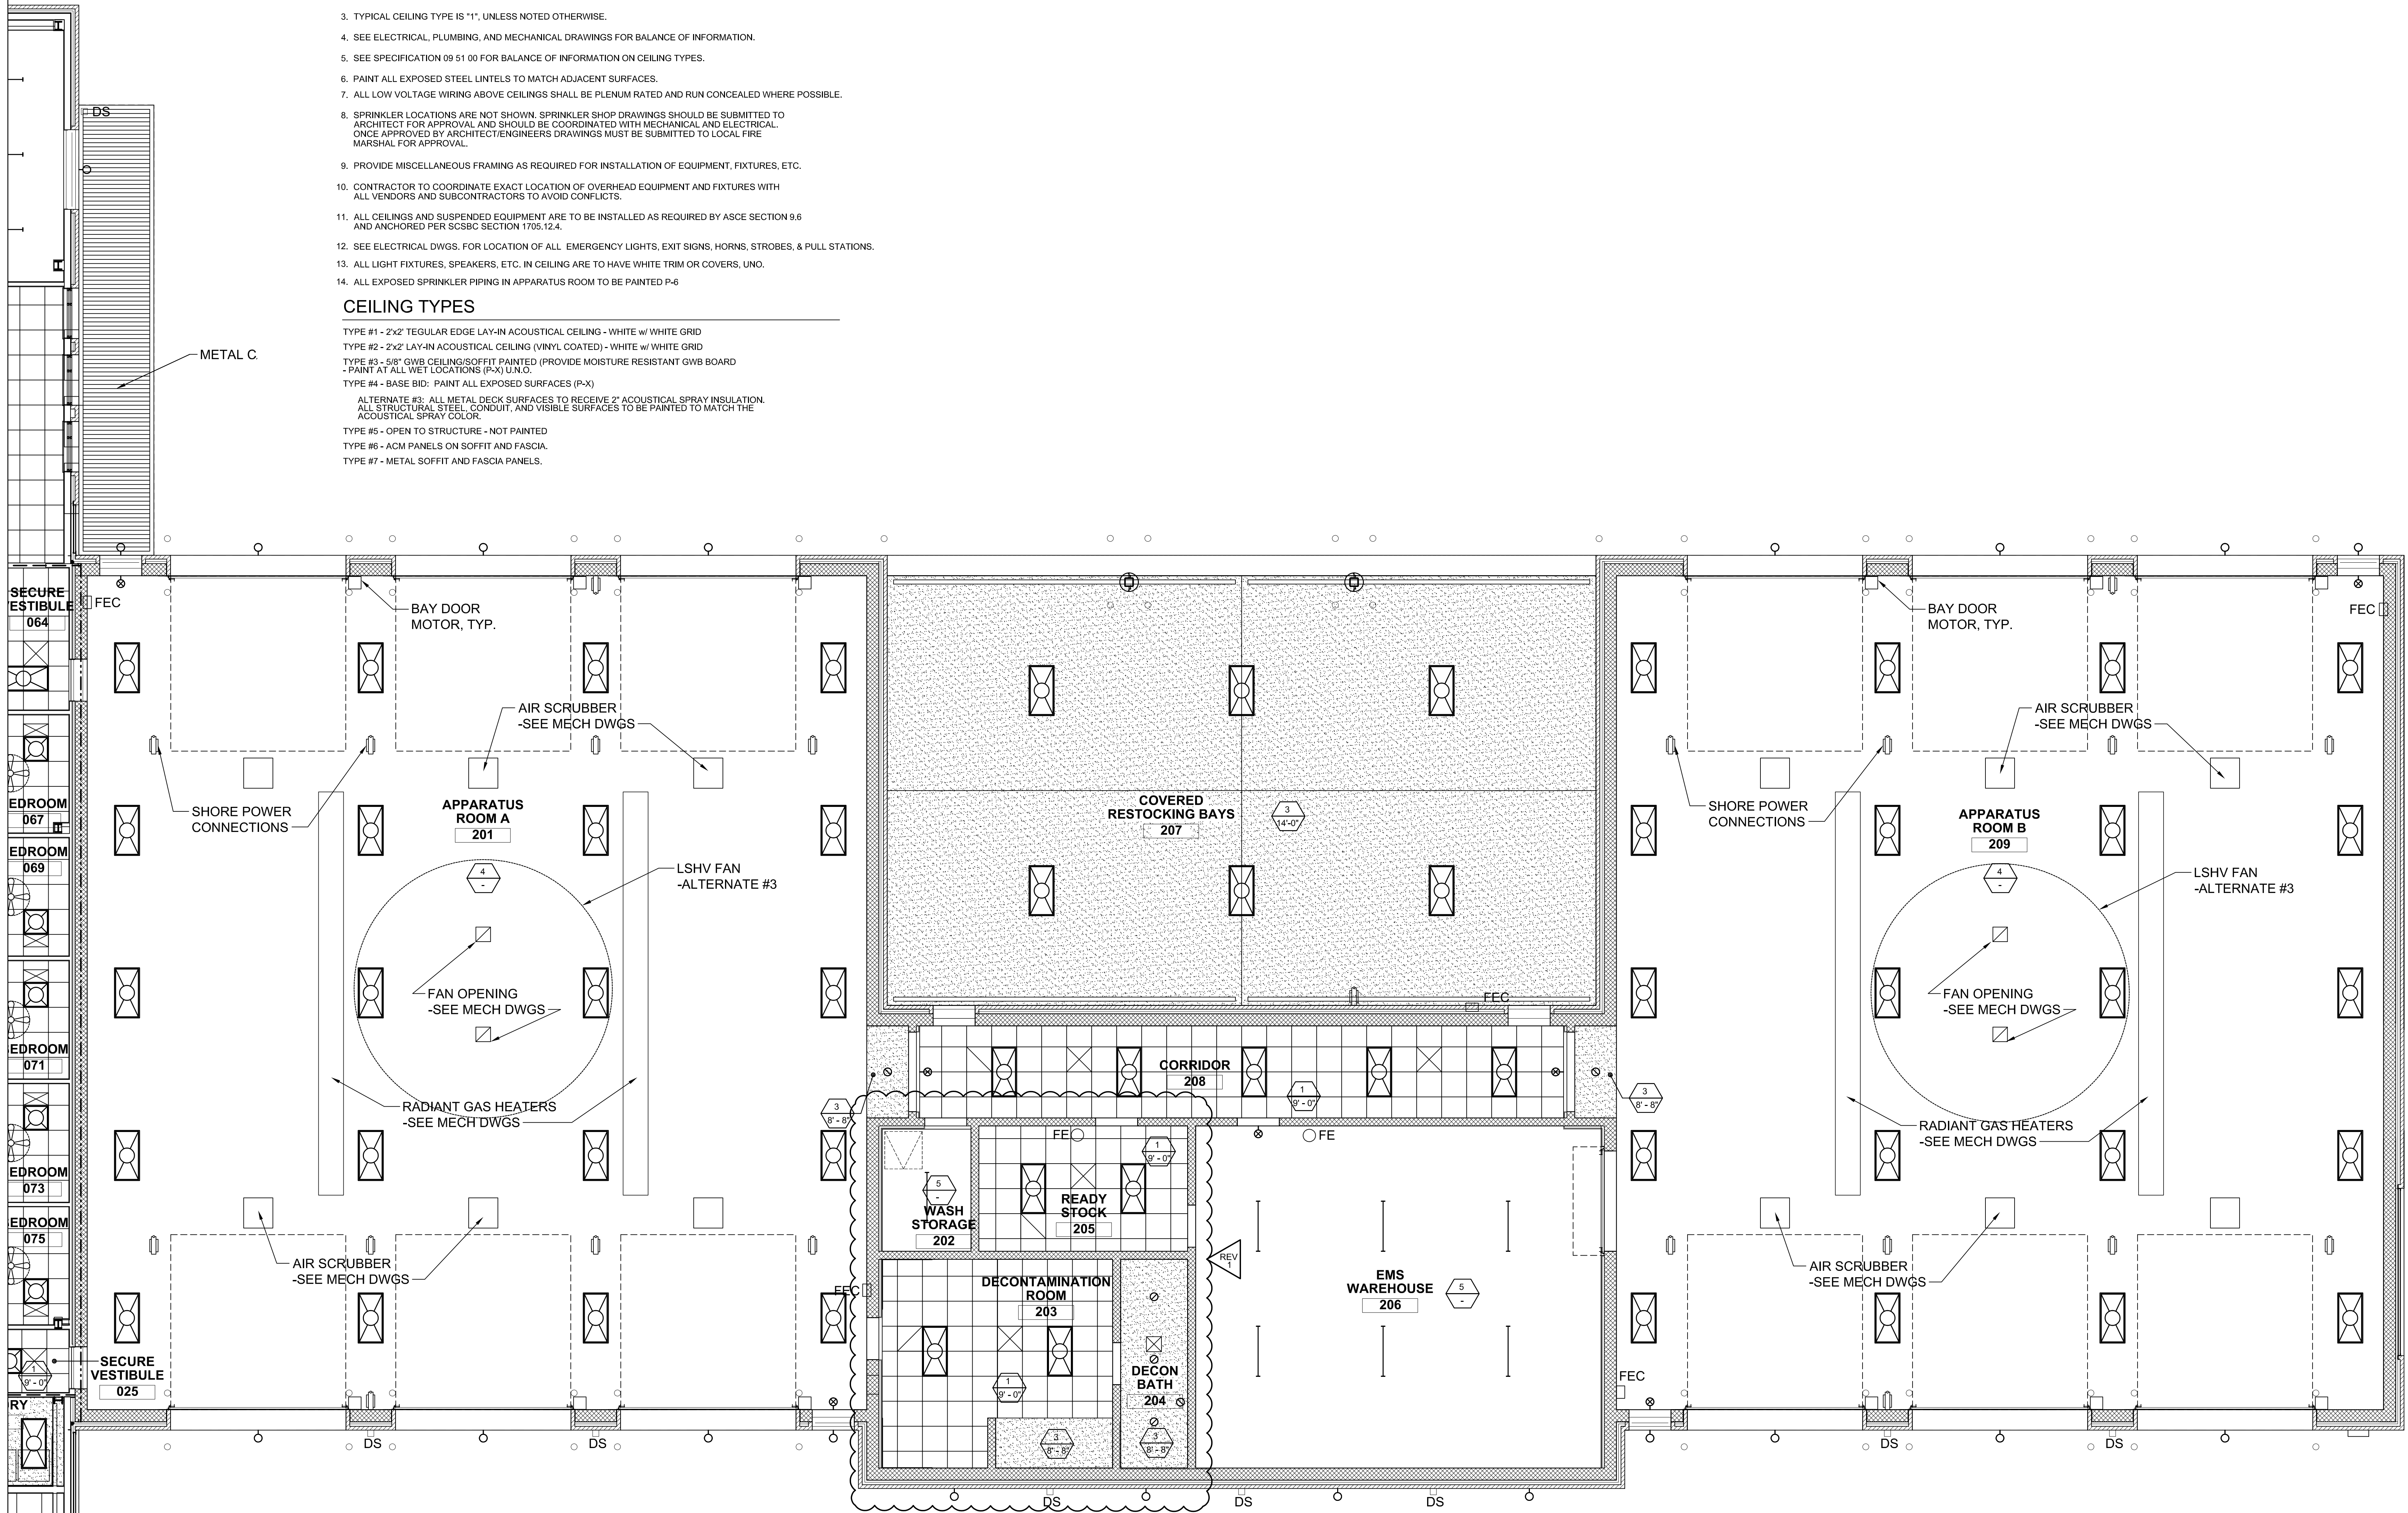 3. TYPICAL CEILING TYPE IS "1", UNLESS NOTED OTHERWISE.
4. SEE ELECTRICAL, PLUMBING, AND MECHANICAL DRAWINGS FOR BALANCE OF INFORMATION.
5. SEE SPECIFICATION 09 51 00 FOR BALANCE OF INFORMATION ON CEILING TYPES.
6. PAINT ALL EXPOSED STEEL LINTELS TO MATCH ADJACENT SURFACES.
7. ALL LOW VOLTAGE WIRING ABOVE CEILINGS SHALL BE PLENUM RATED AND RUN CONCEALED WHERE POSSIBLE.
8. SPRINKLER LOCATIONS ARE NOT SHOWN. SPRINKLER SHOP DRAWINGS SHOULD BE SUBMITTED TO
ARCHITECT FOR APPROVAL AND SHOULD BE COORDINATED WITH MECHANICAL AND ELECTRICAL.
ONCE APPROVED BY ARCHITECT/ENGINEERS DRAWINGS MUST BE SUBMITTED TO LOCAL FIRE
MARSHAL FOR APPROVAL.
9. PROVIDE MISCELLANEOUS FRAMING AS REQUIRED FOR INSTALLATION OF EQUIPMENT, FIXTURES, ETC.
10. CONTRACTOR TO COORDINATE EXACT LOCATION OF OVERHEAD EQUIPMENT AND FIXTURES WITH
ALL VENDORS AND SUBCONTRACTORS TO AVOID CONFLICTS.
11. ALL CEILINGS AND SUSPENDED EQUIPMENT ARE TO BE INSTALLED AS REQUIRED BY ASCE SECTION 9.6
AND ANCHORED PER SCSBC SECTION 1705.12.4.
12. SEE ELECTRICAL DWGS. FOR LOCATION OF ALL EMERGENCY LIGHTS, EXIT SIGNS, HORNS, STROBES, & PULL STATIONS.
13. ALL LIGHT FIXTURES, SPEAKERS, ETC. IN CEILING ARE TO HAVE WHITE TRIM OR COVERS, UNO.
14. ALL EXPOSED SPRINKLER PIPING IN APPARATUS ROOM TO BE PAINTED P-6
CEILING TYPES
TYPE #1 - 2'x2' TEGULAR EDGE LAY-IN ACOUSTICAL CEILING - WHITE w/ WHITE GRID
TYPE #2 - 2'x2' LAY-IN ACOUSTICAL CEILING (VINYL COATED) - WHITE w/ WHITE GRID
TYPE #3 - 5/8" GWB CEILING/SOFFIT PAINTED (PROVIDE MOISTURE RESISTANT GWB BOARD
- PAINT AT ALL WET LOCATIONS (P-X) U.N.O.
TYPE #4 - BASE BID: PAINT ALL EXPOSED SURFACES (P-X)
ALTERNATE #3: ALL METAL DECK SURFACES TO RECEIVE 2" ACOUSTICAL SPRAY INSULATION.
ALL STRUCTURAL STEEL, CONDUIT, AND VISIBLE SURFACES TO BE PAINTED TO MATCH THE
ACOUSTICAL SPRAY COLOR.
TYPE #5 - OPEN TO STRUCTURE - NOT PAINTED
TYPE #6 - ACM PANELS ON SOFFIT AND FASCIA.
TYPE #7 - METAL SOFFIT AND FASCIA PANELS.
DS
METAL C.
SECURE
VESTIBULE
064
FEC
BAY DOOR
MOTOR, TYP.
AIR SCRUBBER
-SEE MECH DWGS
SHORE POWER
CONNECTIONS
APPARATUS
ROOM A
201
4
-
LSHV FAN
-ALTERNATE #3
FAN OPENING
-SEE MECH DWGS
RADIANT GAS HEATERS
-SEE MECH DWGS
AIR SCRUBBER
-SEE MECH DWGS
EDROOM
067
EDROOM
069
EDROOM
071
EDROOM
073
EDROOM
075
SECURE
VESTIBULE
025
1
9' - 0"
RY
DS
DS
COVERED
RESTOCKING BAYS
207
3
14'-0"
FEC
CORRIDOR
208
1
9' - 0"
3
8' - 8"
3
8' - 8"
FE
FE
1
9' - 0"
5
-
WASH
STORAGE
202
READY
STOCK
205
REV
1
FEC
DECONTAMINATION
ROOM
203
1
9' - 0"
3
8' - 8"
DECON
BATH
204
3
8' - 8"
EMS
WAREHOUSE
206
5
-
DS
DS
DS
BAY DOOR
MOTOR, TYP.
FEC
AIR SCRUBBER
-SEE MECH DWGS
SHORE POWER
CONNECTIONS
APPARATUS
ROOM B
209
4
-
LSHV FAN
-ALTERNATE #3
FAN OPENING
-SEE MECH DWGS
RADIANT GAS HEATERS
-SEE MECH DWGS
AIR SCRUBBER
-SEE MECH DWGS
FEC
DS
DS